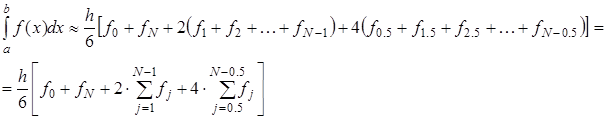 ∫_a^b f(x)dx ≈ h/6 [f_0 + f_N + 2(f_1 + f_2 + ... + f_{N-1}) + 4(f_{0.5} + f_{1.5} + f_{2.5} + ... + f_{N-0.5})] =
= h/6 [f_0 + f_N + 2 · ∑_{j=1}^{N-1} f_j + 4 · ∑_{j=0.5}^{N-0.5} f_j]